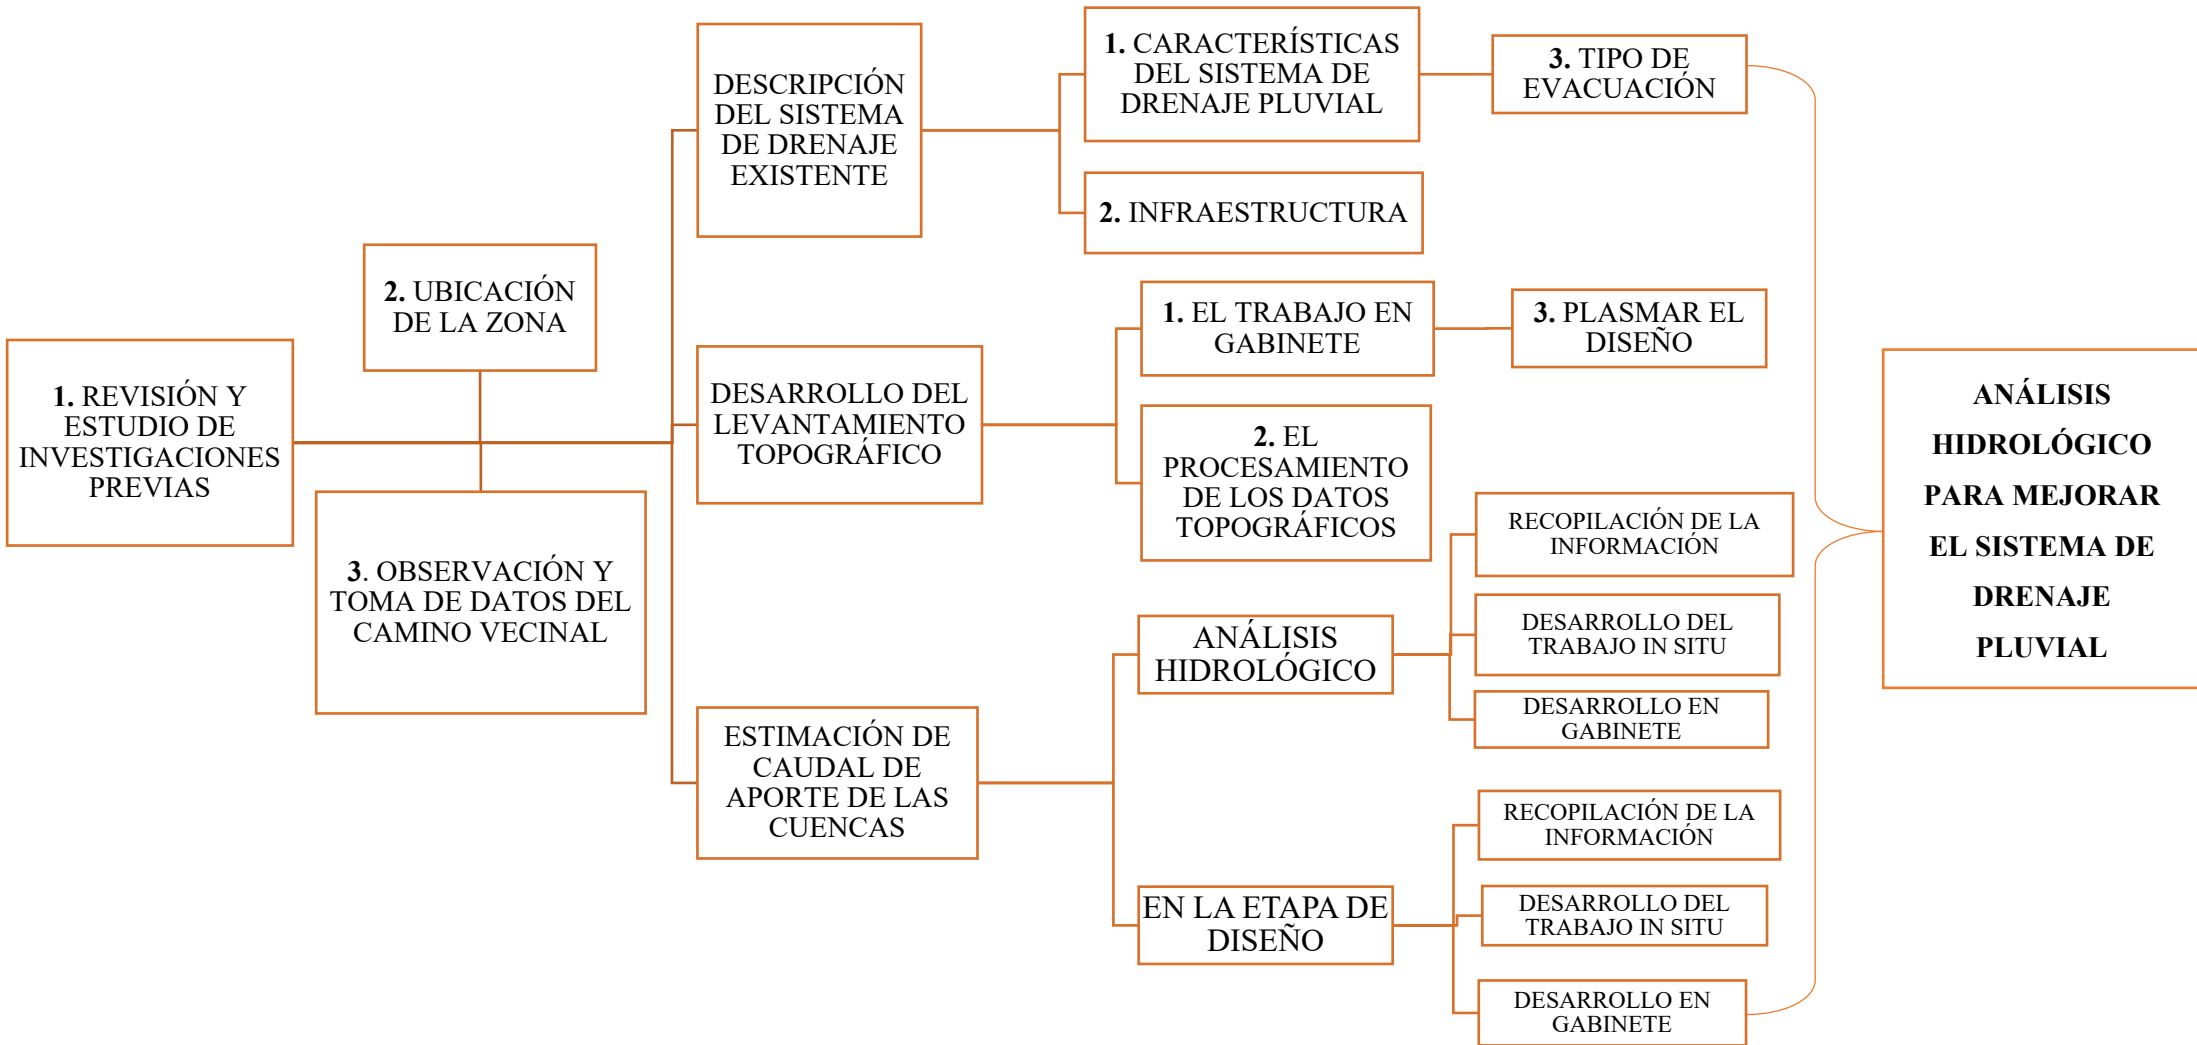 1. REVISIÓN Y
ESTUDIO DE
INVESTIGACIONES
PREVIAS
2. UBICACIÓN
DE LA ZONA
3. OBSERVACIÓN Y
TOMA DE DATOS DEL
CAMINO VECINAL
DESCRIPCIÓN
DEL SISTEMA
DE DRENAJE
EXISTENTE
1. CARACTERÍSTICAS
DEL SISTEMA DE
DRENAJE PLUVIAL
3. TIPO DE
EVACUACIÓN
2. INFRAESTRUCTURA
DESARROLLO DEL
LEVANTAMIENTO
TOPOGRÁFICO
1. EL TRABAJO EN
GABINETE
3. PLASMAR EL
DISEÑO
2. EL
PROCESAMIENTO
DE LOS DATOS
TOPOGRÁFICOS
ESTIMACIÓN DE
CAUDAL DE
APORTE DE LAS
CUENCAS
ANÁLISIS
HIDROLÓGICO
RECOPILACIÓN DE LA
INFORMACIÓN
DESARROLLO DEL
TRABAJO IN SITU
DESARROLLO EN
GABINETE
EN LA ETAPA DE
DISEÑO
RECOPILACIÓN DE LA
INFORMACIÓN
DESARROLLO DEL
TRABAJO IN SITU
DESARROLLO EN
GABINETE
ANÁLISIS
HIDROLÓGICO
PARA MEJORAR
EL SISTEMA DE
DRENAJE
PLUVIAL